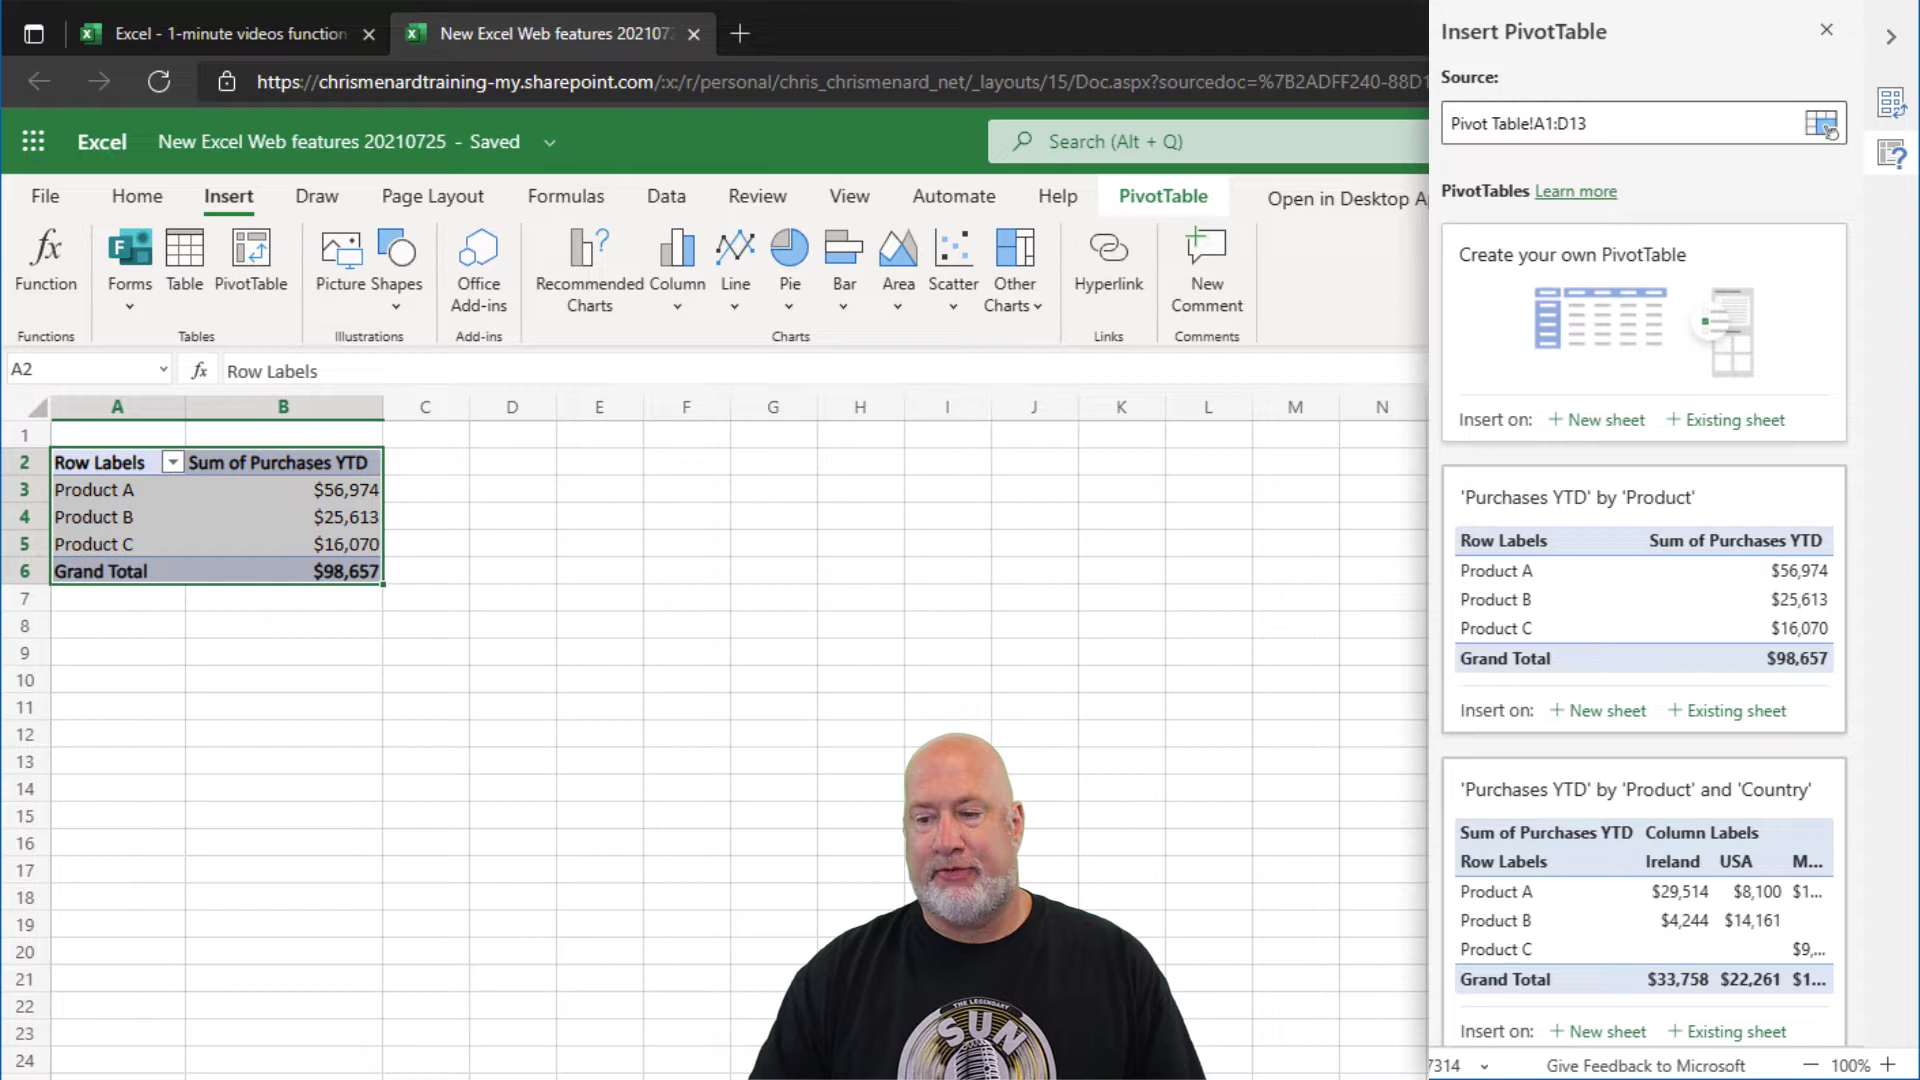 Excel - 1-minute videos function
New Excel Web features 202107
https://chrismenardtraining-my.sharepoint.com/:x:/r/personal/chris_chrismenard_net/_layouts/15/Doc.aspx?sourcedoc=%7B2ADFF240-88D1
Excel
New Excel Web features 20210725 - Saved
Search (Alt + Q)
File Home Insert Draw Page Layout Formulas Data Review View Automate Help PivotTable Open in Desktop A
Function
Forms
Table
PivotTable
Picture
Shapes
Office
Add-ins
Recommended
Charts
Column
Line
Pie
Bar
Area
Scatter
Other
Charts
Hyperlink
New
Comment
Functions Tables Illustrations Add-ins Charts Links Comments
A2 fx Row Labels
A B C D E F G H I J K L M N
1
2 Row Labels Sum of Purchases YTD
3 Product A $56,974
4 Product B $25,613
5 Product C $16,070
6 Grand Total $98,657
7
8
9
10
11
12
13
14
15
16
17
18
19
20
21
22
23
24
THE LEGENDARY
SUN
Insert PivotTable
Source:
Pivot Table!A1:D13
PivotTables Learn more
Create your own PivotTable
Insert on: + New sheet + Existing sheet
'Purchases YTD' by 'Product'
Row Labels Sum of Purchases YTD
Product A $56,974
Product B $25,613
Product C $16,070
Grand Total $98,657
Insert on: + New sheet + Existing sheet
'Purchases YTD' by 'Product' and 'Country'
Sum of Purchases YTD Column Labels
Row Labels Ireland USA M...
Product A $29,514 $8,100 $1...
Product B $4,244 $14,161
Product C $9,...
Grand Total $33,758 $22,261 $1...
Insert on: + New sheet + Existing sheet
7314 Give Feedback to Microsoft 100%